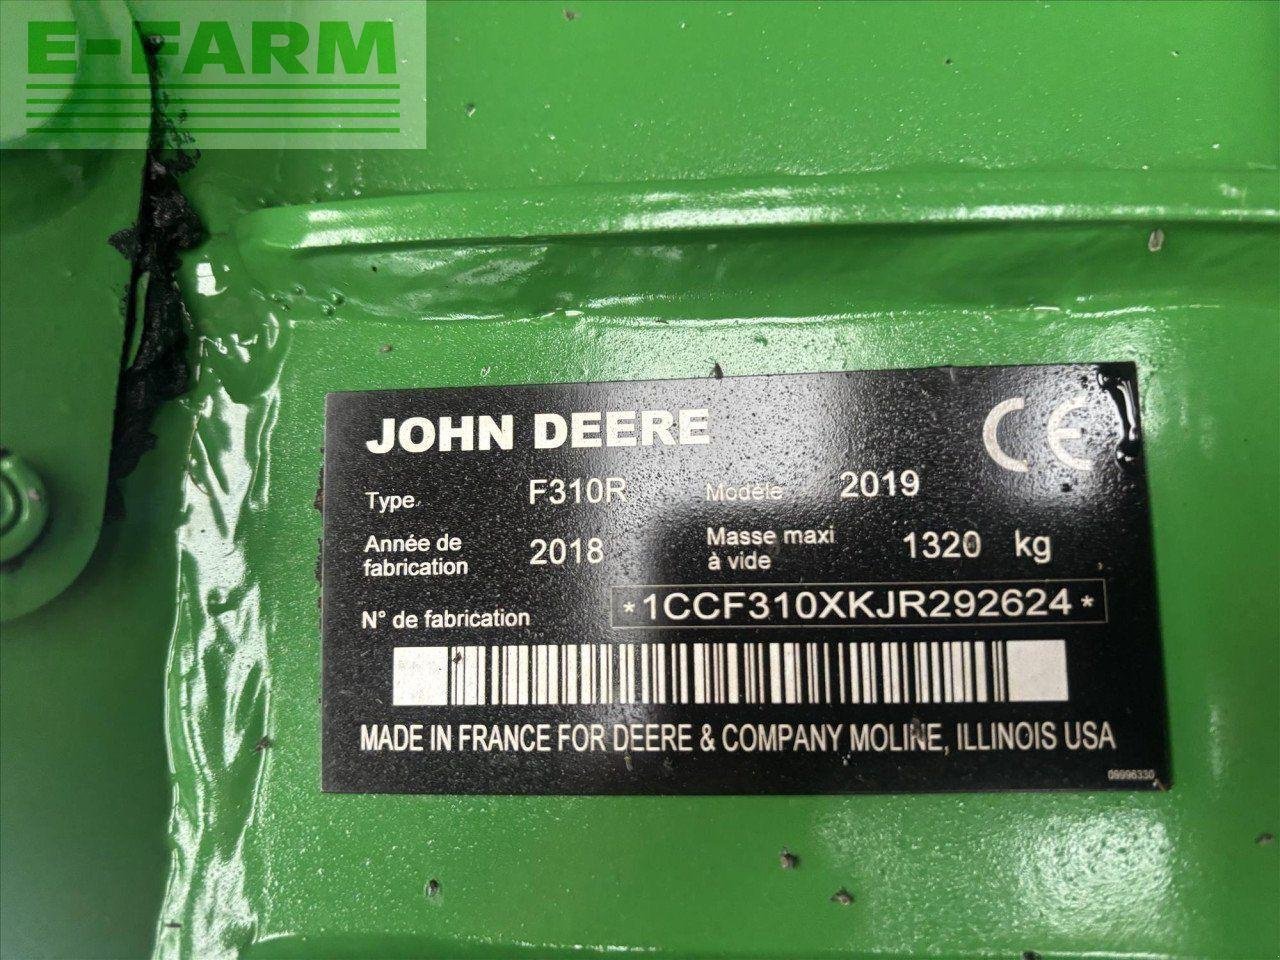 E-FARM
JOHN DEERE CE
Type F310R Modèle 2019
Année de fabrication 2018 Masse maxi à vide 1320 kg
N° de fabrication *1CCF310XKJR292624*
MADE IN FRANCE FOR DEERE & COMPANY MOLINE, ILLINOIS USA
09996330